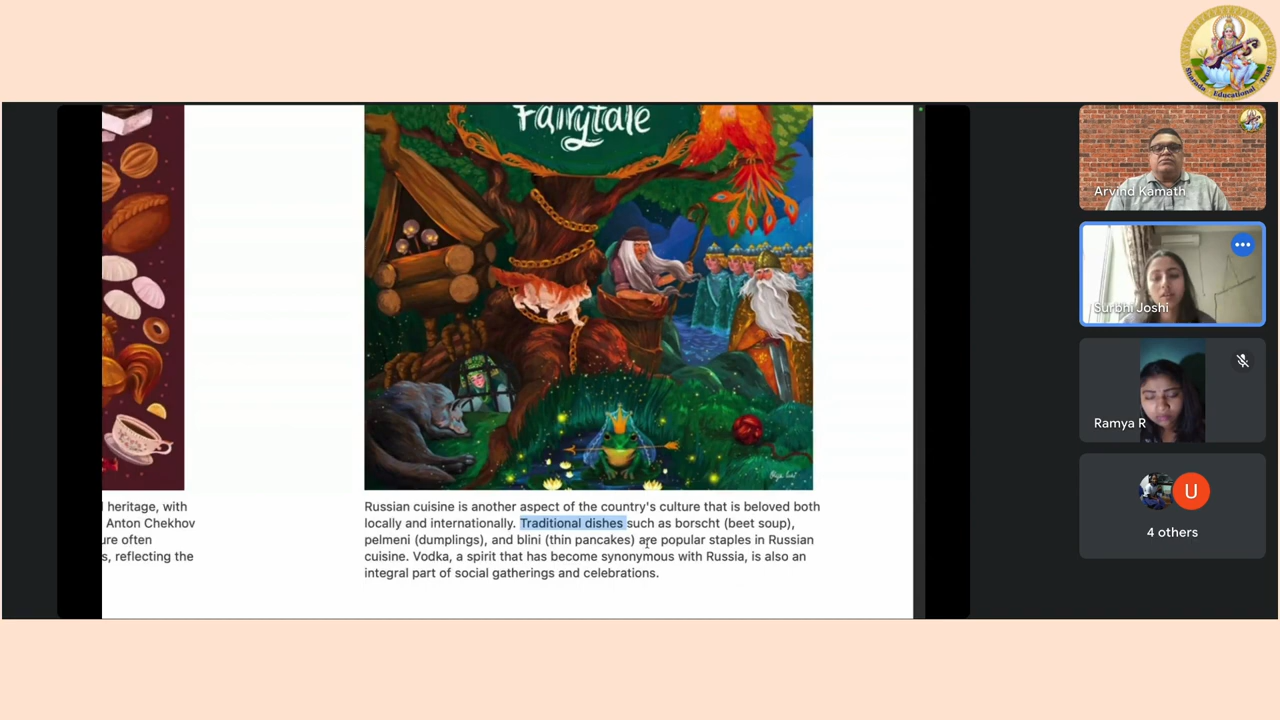 Sharada Educational Trust
Fairytale
l heritage, with
Anton Chekhov
ure often
s, reflecting the
Russian cuisine is another aspect of the country's culture that is beloved both
locally and internationally. Traditional dishes such as borscht (beet soup),
pelmeni (dumplings), and blini (thin pancakes) are popular staples in Russian
cuisine. Vodka, a spirit that has become synonymous with Russia, is also an
integral part of social gatherings and celebrations.
Arvind Kamath
Surbhi Joshi
Ramya R
U
4 others